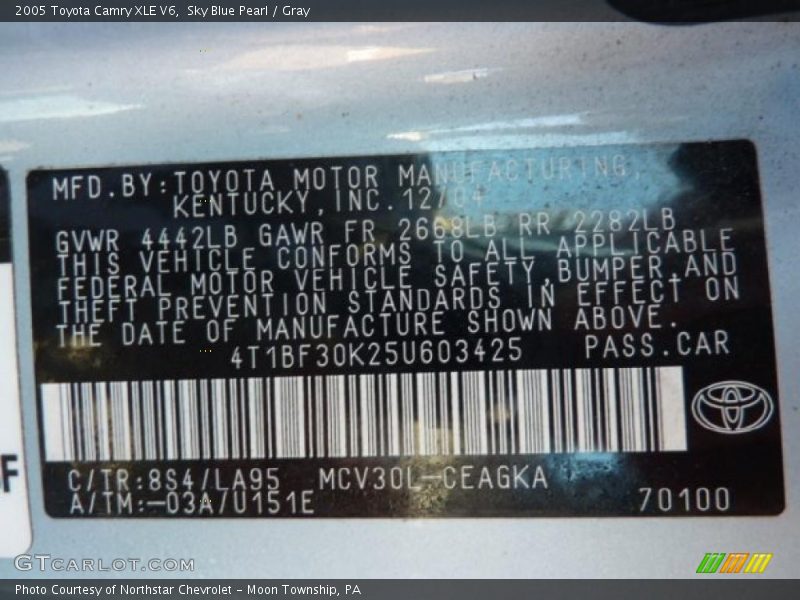 2005 Toyota Camry XLE V6, Sky Blue Pearl / Gray
MFD.BY:TOYOTA MOTOR MANUFACTURING,
KENTUCKY,INC.12/04
GVWR 4442LB GAWR FR 2668LB RR 2282LB
THIS VEHICLE CONFORMS TO ALL APPLICABLE
FEDERAL MOTOR VEHICLE SAFETY,BUMPER,AND
THEFT PREVENTION STANDARDS IN EFFECT ON
THE DATE OF MANUFACTURE SHOWN ABOVE.
4T1BF30K25U603425 PASS.CAR
C/TR:8S4/LA95 MCV30L-CEAGKA
A/TM:-03A/U151E 70100
F
GTCARLOT.COM
Photo Courtesy of Northstar Chevrolet - Moon Township, PA